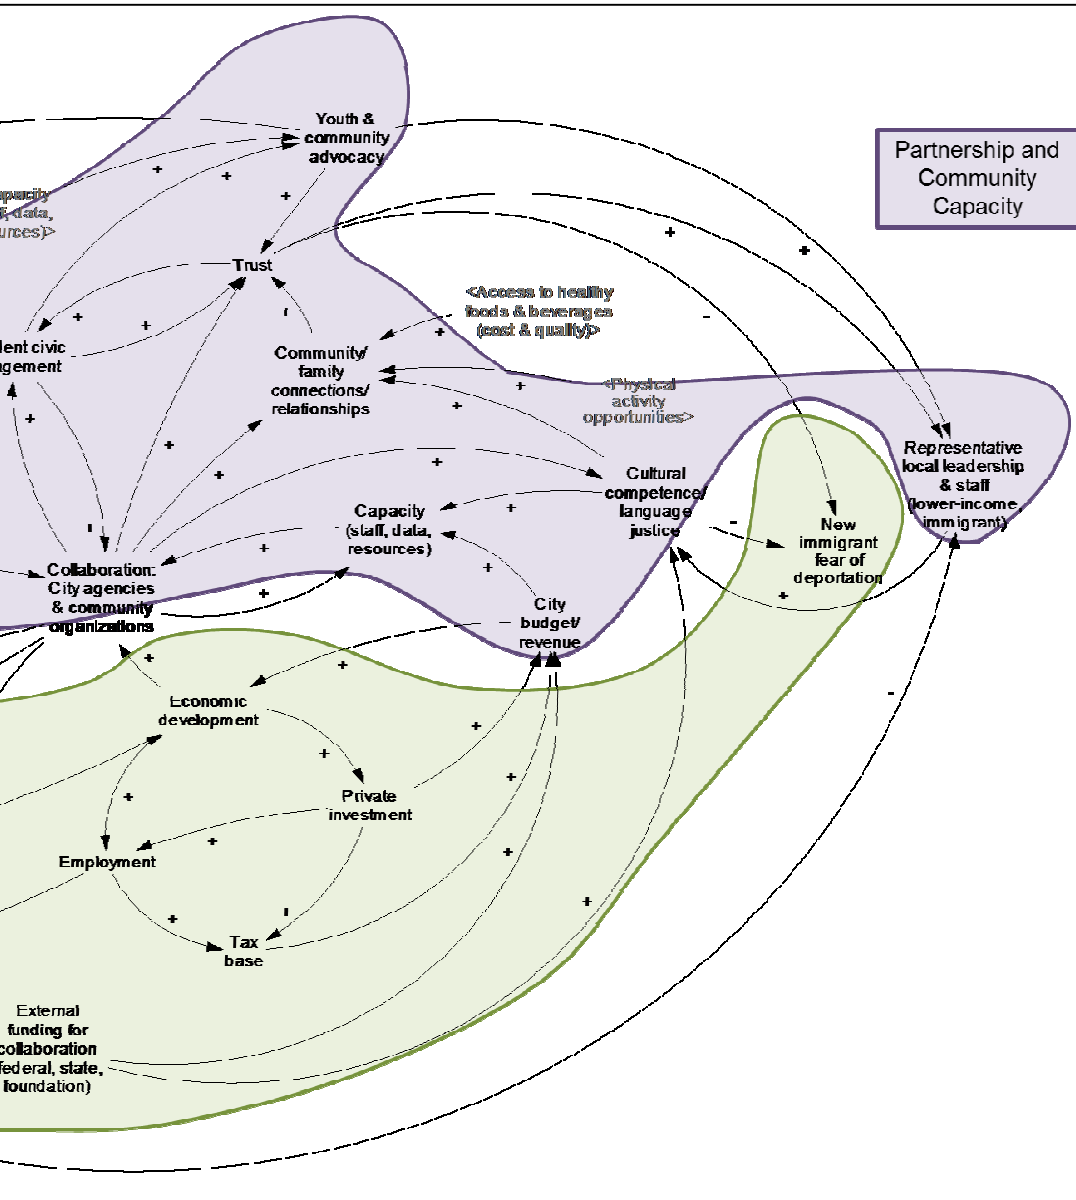 Youth &
community
advocacy
Partnership and
Community
Capacity
data,
Trust
<Access to healthy
foods & beverages
(cost & quality)>
civic
Community/
family
connections/
relationships
<Physical
activity
opportunities>
Representative
local leadership
& staff
(lower-income,
immigrant)
Cultural
competence/
language
justice
Capacity
(staff, data,
resources)
New
immigrant
fear of
deportation
Collaboration:
City agencies
& community
organizations
City
budget/
revenue
Economic
development
Private
investment
Employment
Tax
base
External
funding for
collaboration
federal, state,
foundation)
+
+
+
+
+
+
+
-
+
+
+
+
+
+
+
+
-
+
+
+
+
+
+
+
+
+
+
+
+
+
+
-